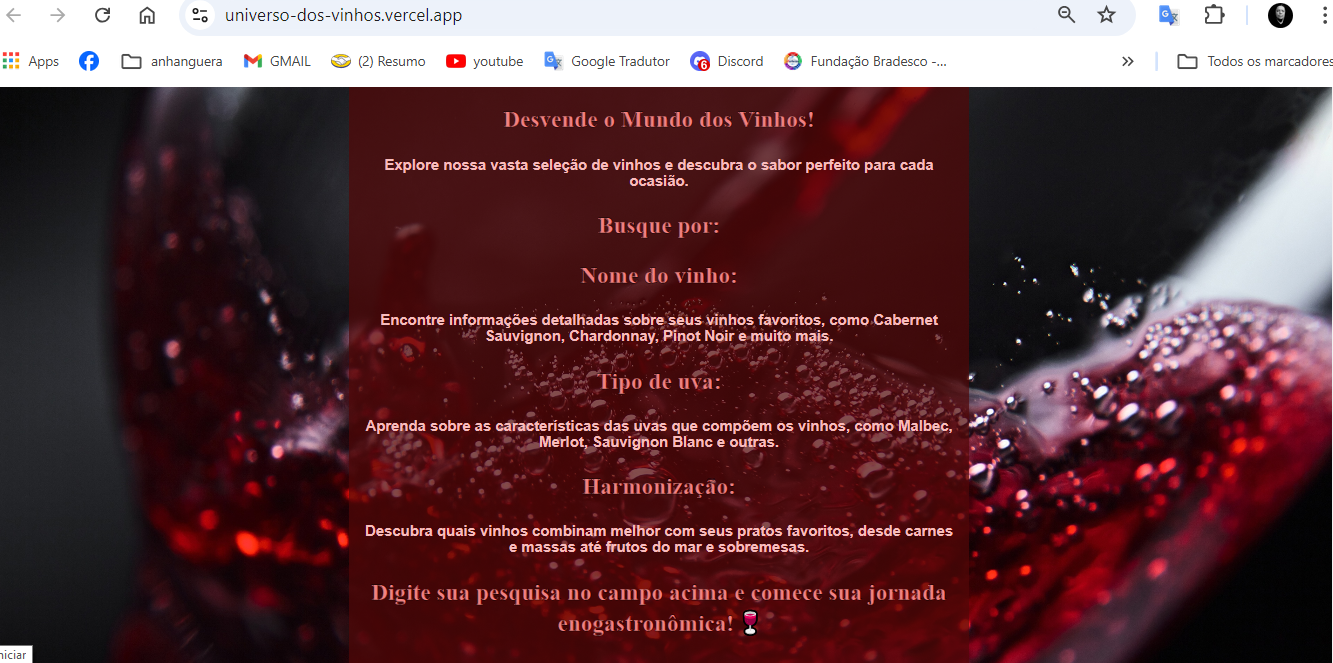 universo-dos-vinhos.vercel.app
Apps
anhanguera
GMAIL
(2) Resumo
youtube
Google Tradutor
6
Discord
Fundação Bradesco -...
»
Todos os marcadores
Desvende o Mundo dos Vinhos!
Explore nossa vasta seleção de vinhos e descubra o sabor perfeito para cada
ocasião.
Busque por:
Nome do vinho:
Encontre informações detalhadas sobre seus vinhos favoritos, como Cabernet
Sauvignon, Chardonnay, Pinot Noir e muito mais.
Tipo de uva:
Aprenda sobre as características das uvas que compõem os vinhos, como Malbec,
Merlot, Sauvignon Blanc e outras.
Harmonização:
Descubra quais vinhos combinam melhor com seus pratos favoritos, desde carnes
e massas até frutos do mar e sobremesas.
Digite sua pesquisa no campo acima e comece sua jornada
enogastronômica! 🍷
niciar